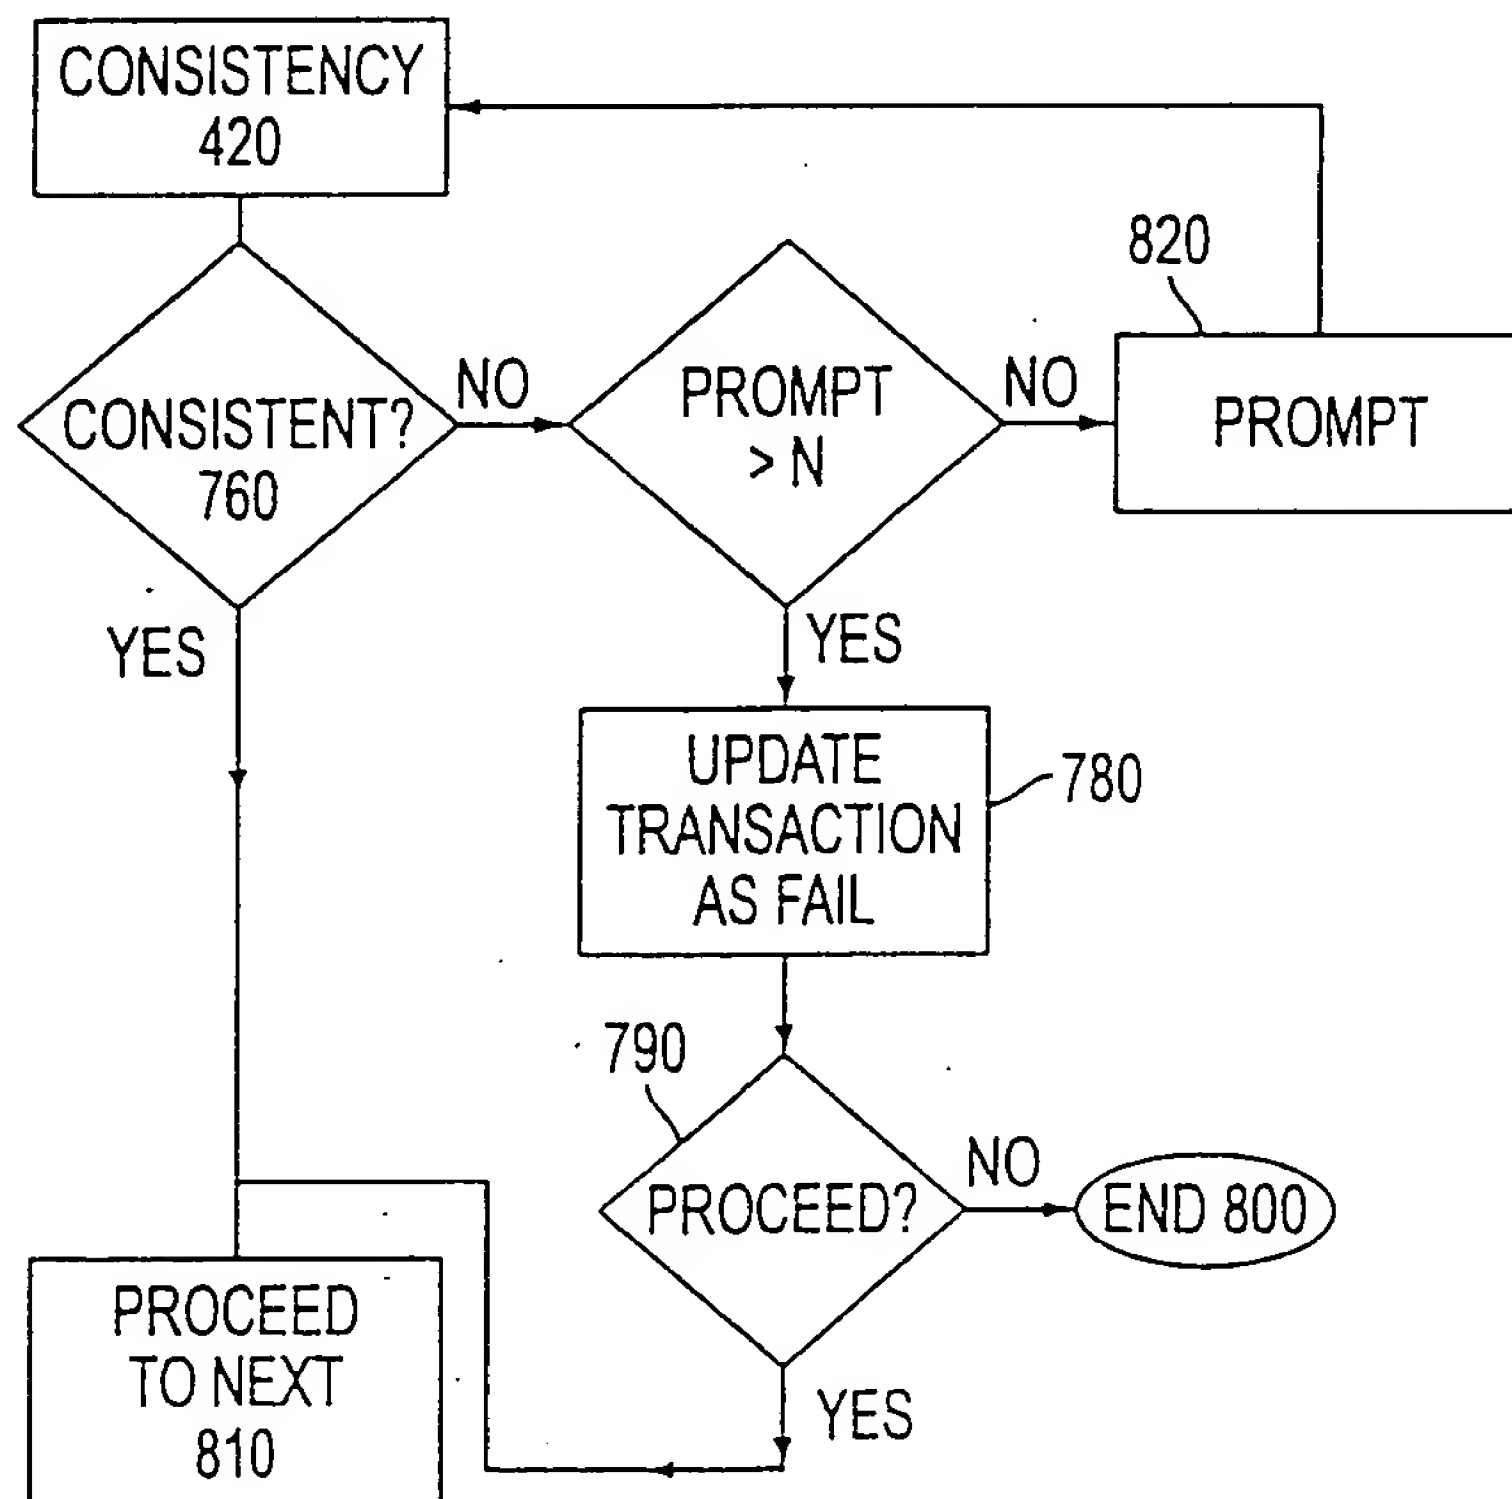 CONSISTENCY
420
820
CONSISTENT?
760
NO
PROMPT
> N
NO
PROMPT
YES
YES
UPDATE
TRANSACTION
AS FAIL
780
790
PROCEED?
NO
END 800
PROCEED
TO NEXT
810
YES